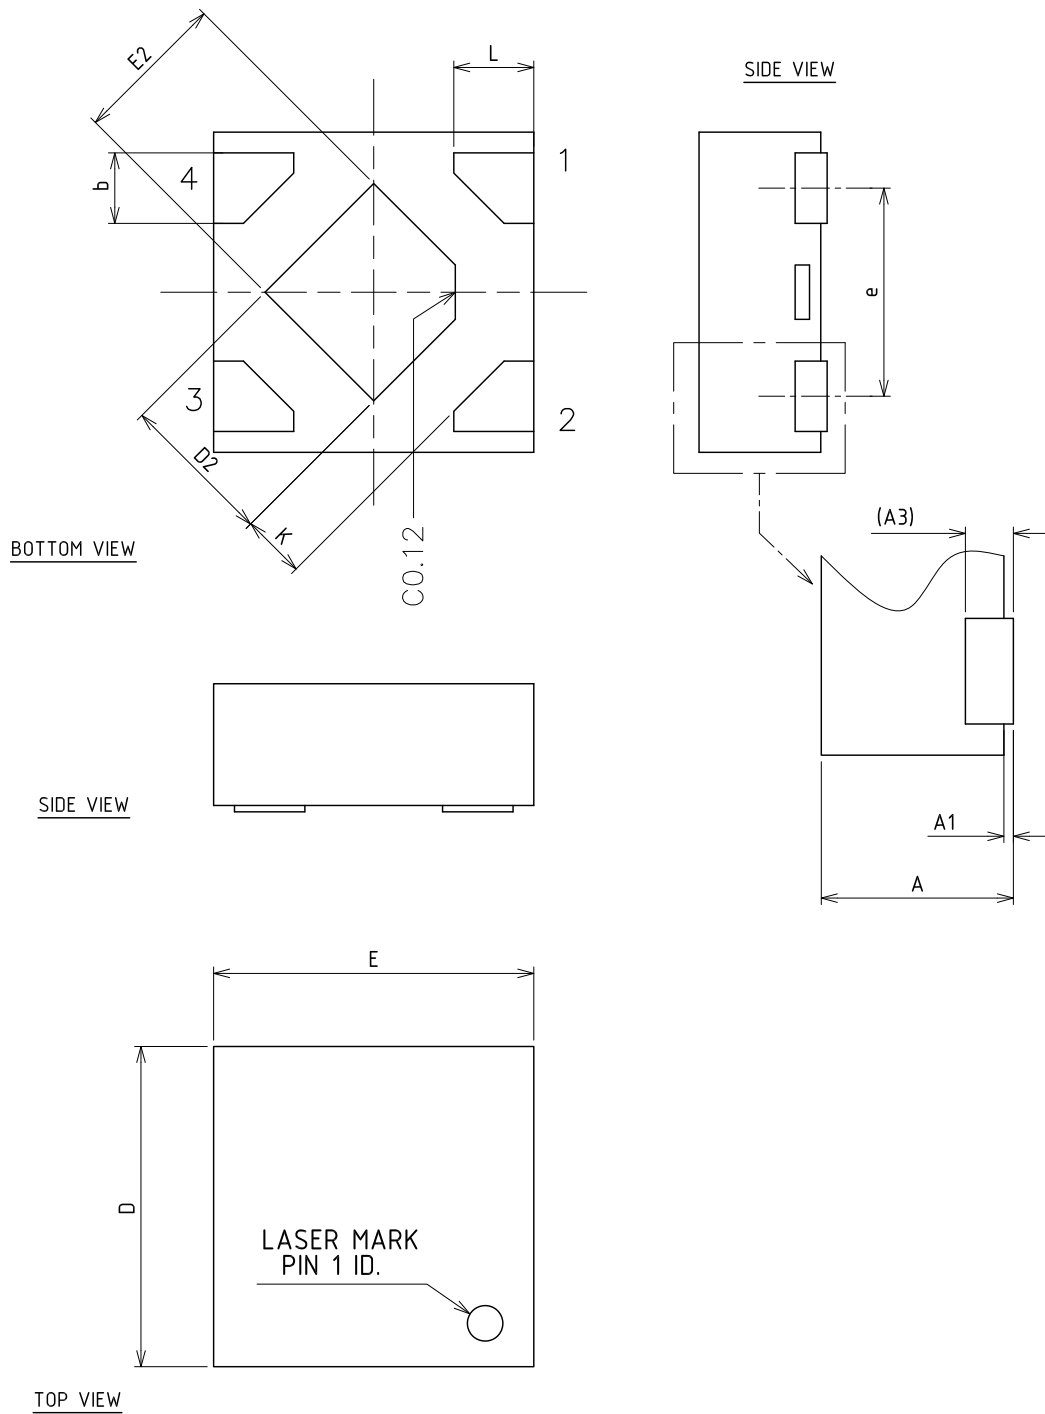 E2
L
SIDE VIEW
4
1
b
e
3
2
D2
K
C0.12
BOTTOM VIEW
(A3)
SIDE VIEW
A1
A
E
D
LASER MARK
PIN 1 ID.
TOP VIEW